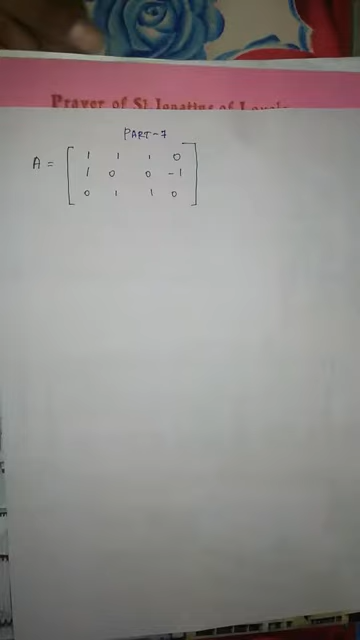 Prayer of St. Ignatius of Loyola
PART-7
A = [ 1 1 1 0
1 0 0 -1
0 1 1 0 ]